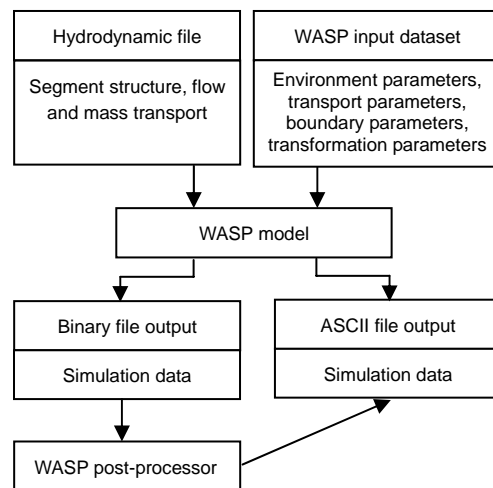 Hydrodynamic file
Segment structure, flow
and mass transport
WASP input dataset
Environment parameters,
transport parameters,
boundary parameters,
transformation parameters
WASP model
Binary file output
Simulation data
ASCII file output
Simulation data
WASP post-processor